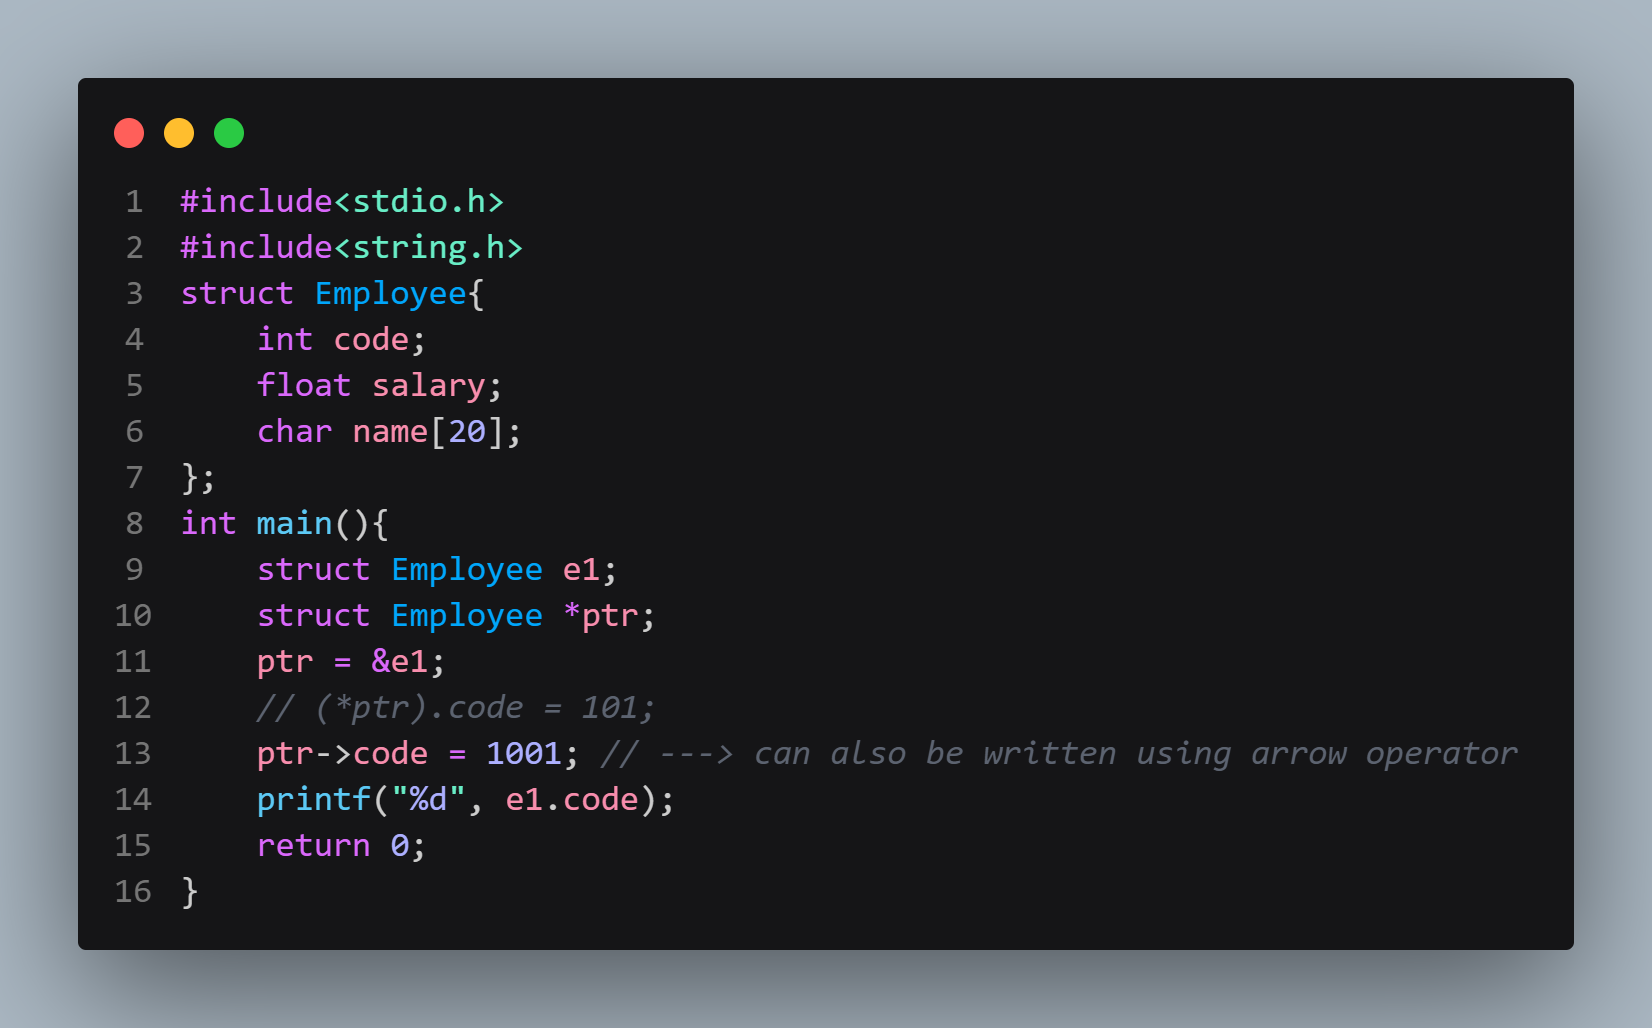 1 #include<stdio.h>
2 #include<string.h>
3 struct Employee{
4     int code;
5     float salary;
6     char name[20];
7 };
8 int main(){
9     struct Employee e1;
10     struct Employee *ptr;
11     ptr = &e1;
12     // (*ptr).code = 101;
13     ptr->code = 1001; // ---> can also be written using arrow operator
14     printf("%d", e1.code);
15     return 0;
16 }